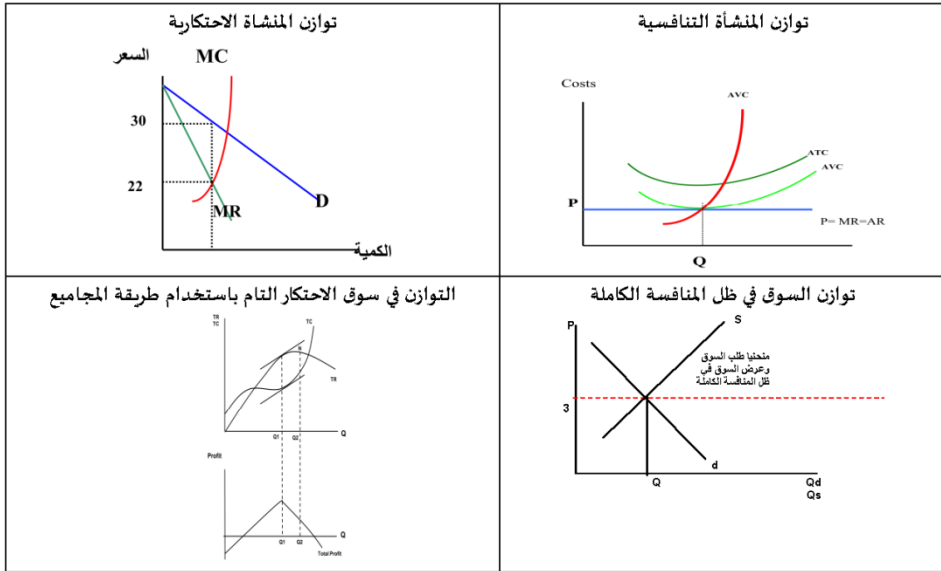 توازن المنشاة الاحتكارية
السعر
MC
30
22
MR
D
الكمية
توازن المنشأة التنافسية
Costs
AVC
ATC
AVC
P
P= MR=AR
Q
التوازن في سوق الاحتكار التام باستخدام طريقة المجاميع
TR
TC
TC
N
TR
Q1
Q2
Q
Profit
Q
Q1
Q2
Total Profit
توازن السوق في ظل المنافسة الكاملة
P
S
منحنيا طلب السوق
وعرض السوق في
ظل المنافسة الكاملة
3
d
Q
Qd
Qs